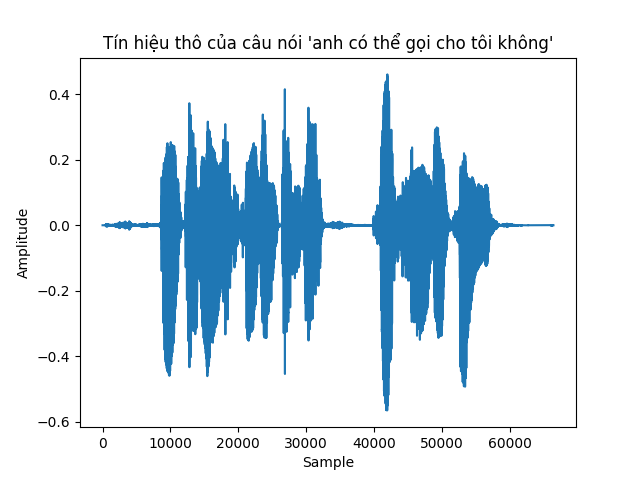 Tín hiệu thô của câu nói 'anh có thể gọi cho tôi không'
0.4
0.2
0.0
−0.2
−0.4
−0.6
Amplitude
0 10000 20000 30000 40000 50000 60000
Sample